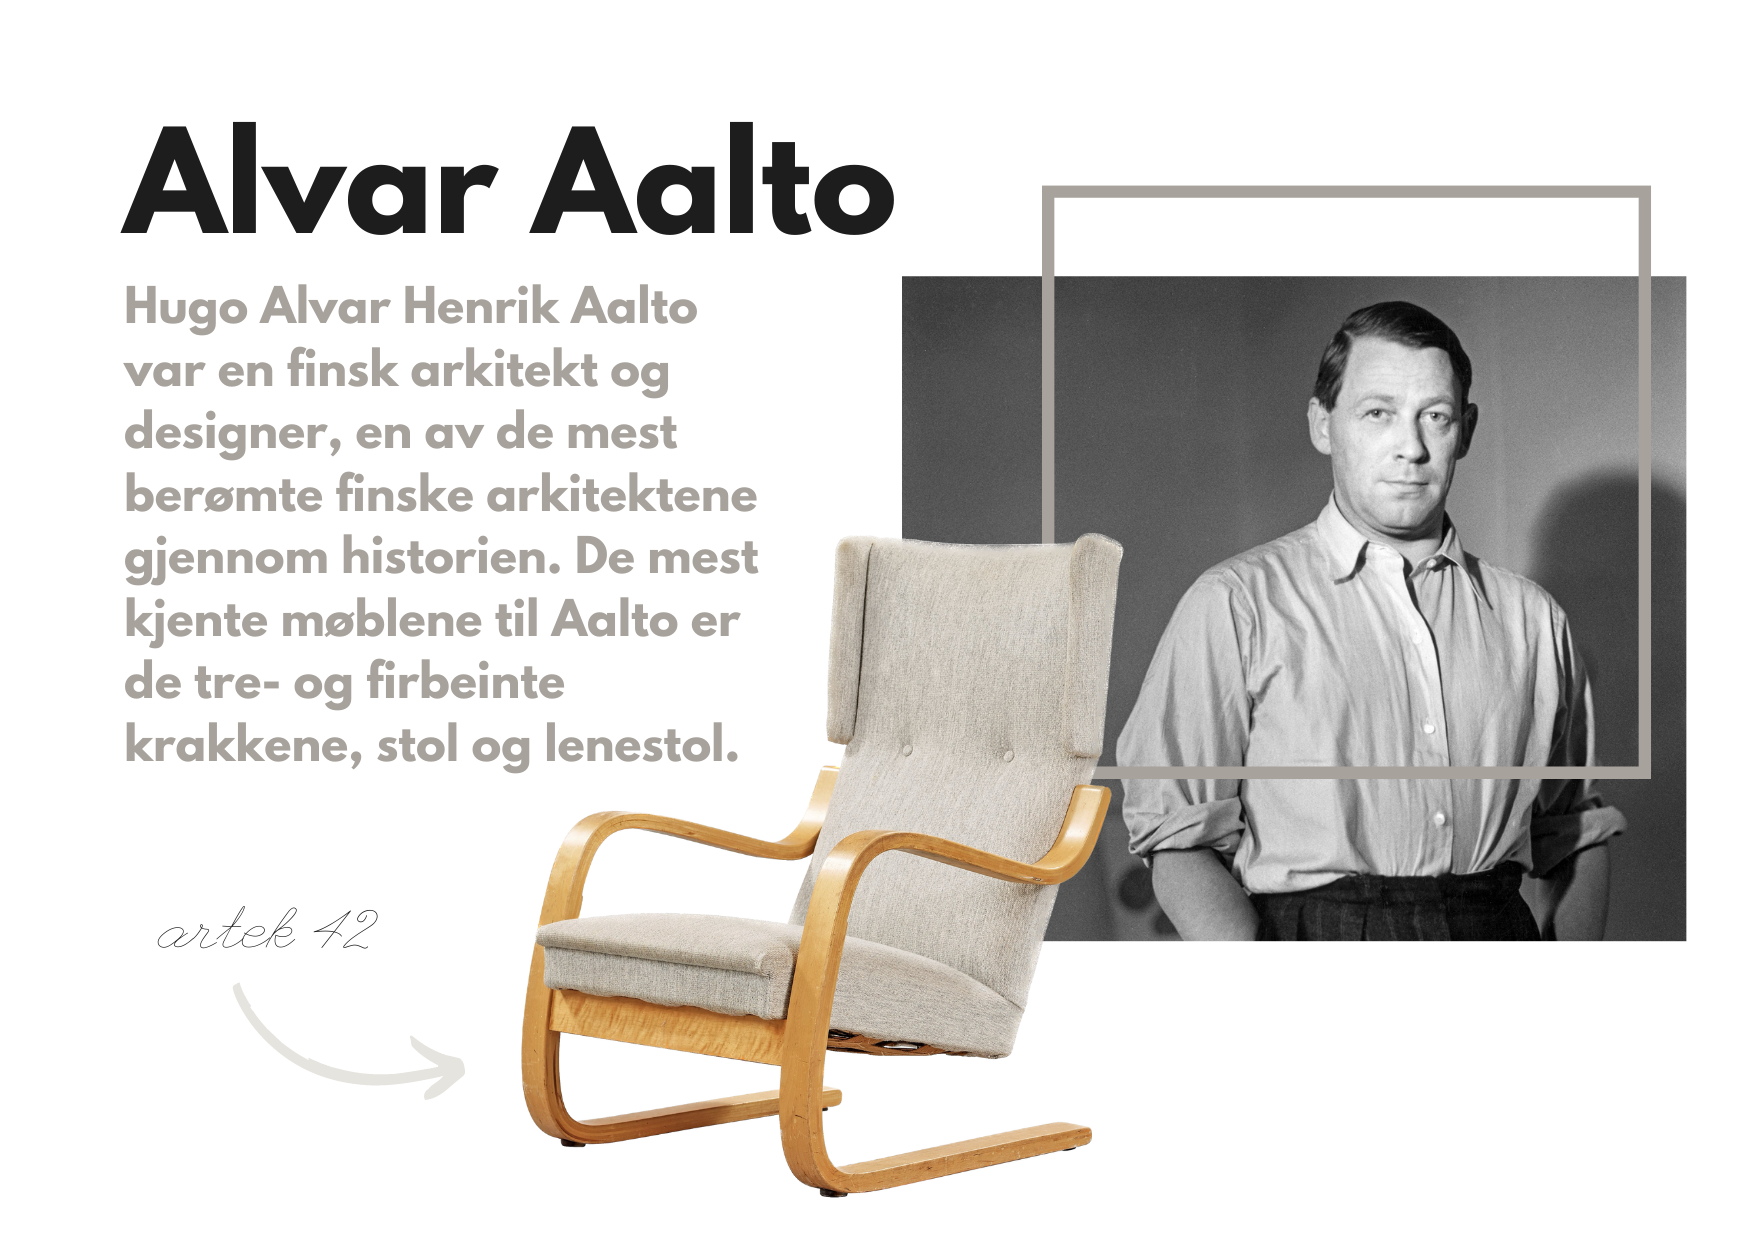 Alvar Aalto
Hugo Alvar Henrik Aalto
var en finsk arkitekt og
designer, en av de mest
berømte finske arkitektene
gjennom historien. De mest
kjente møblene til Aalto er
de tre- og firbeinte
krakkene, stol og lenestol.
artek 42